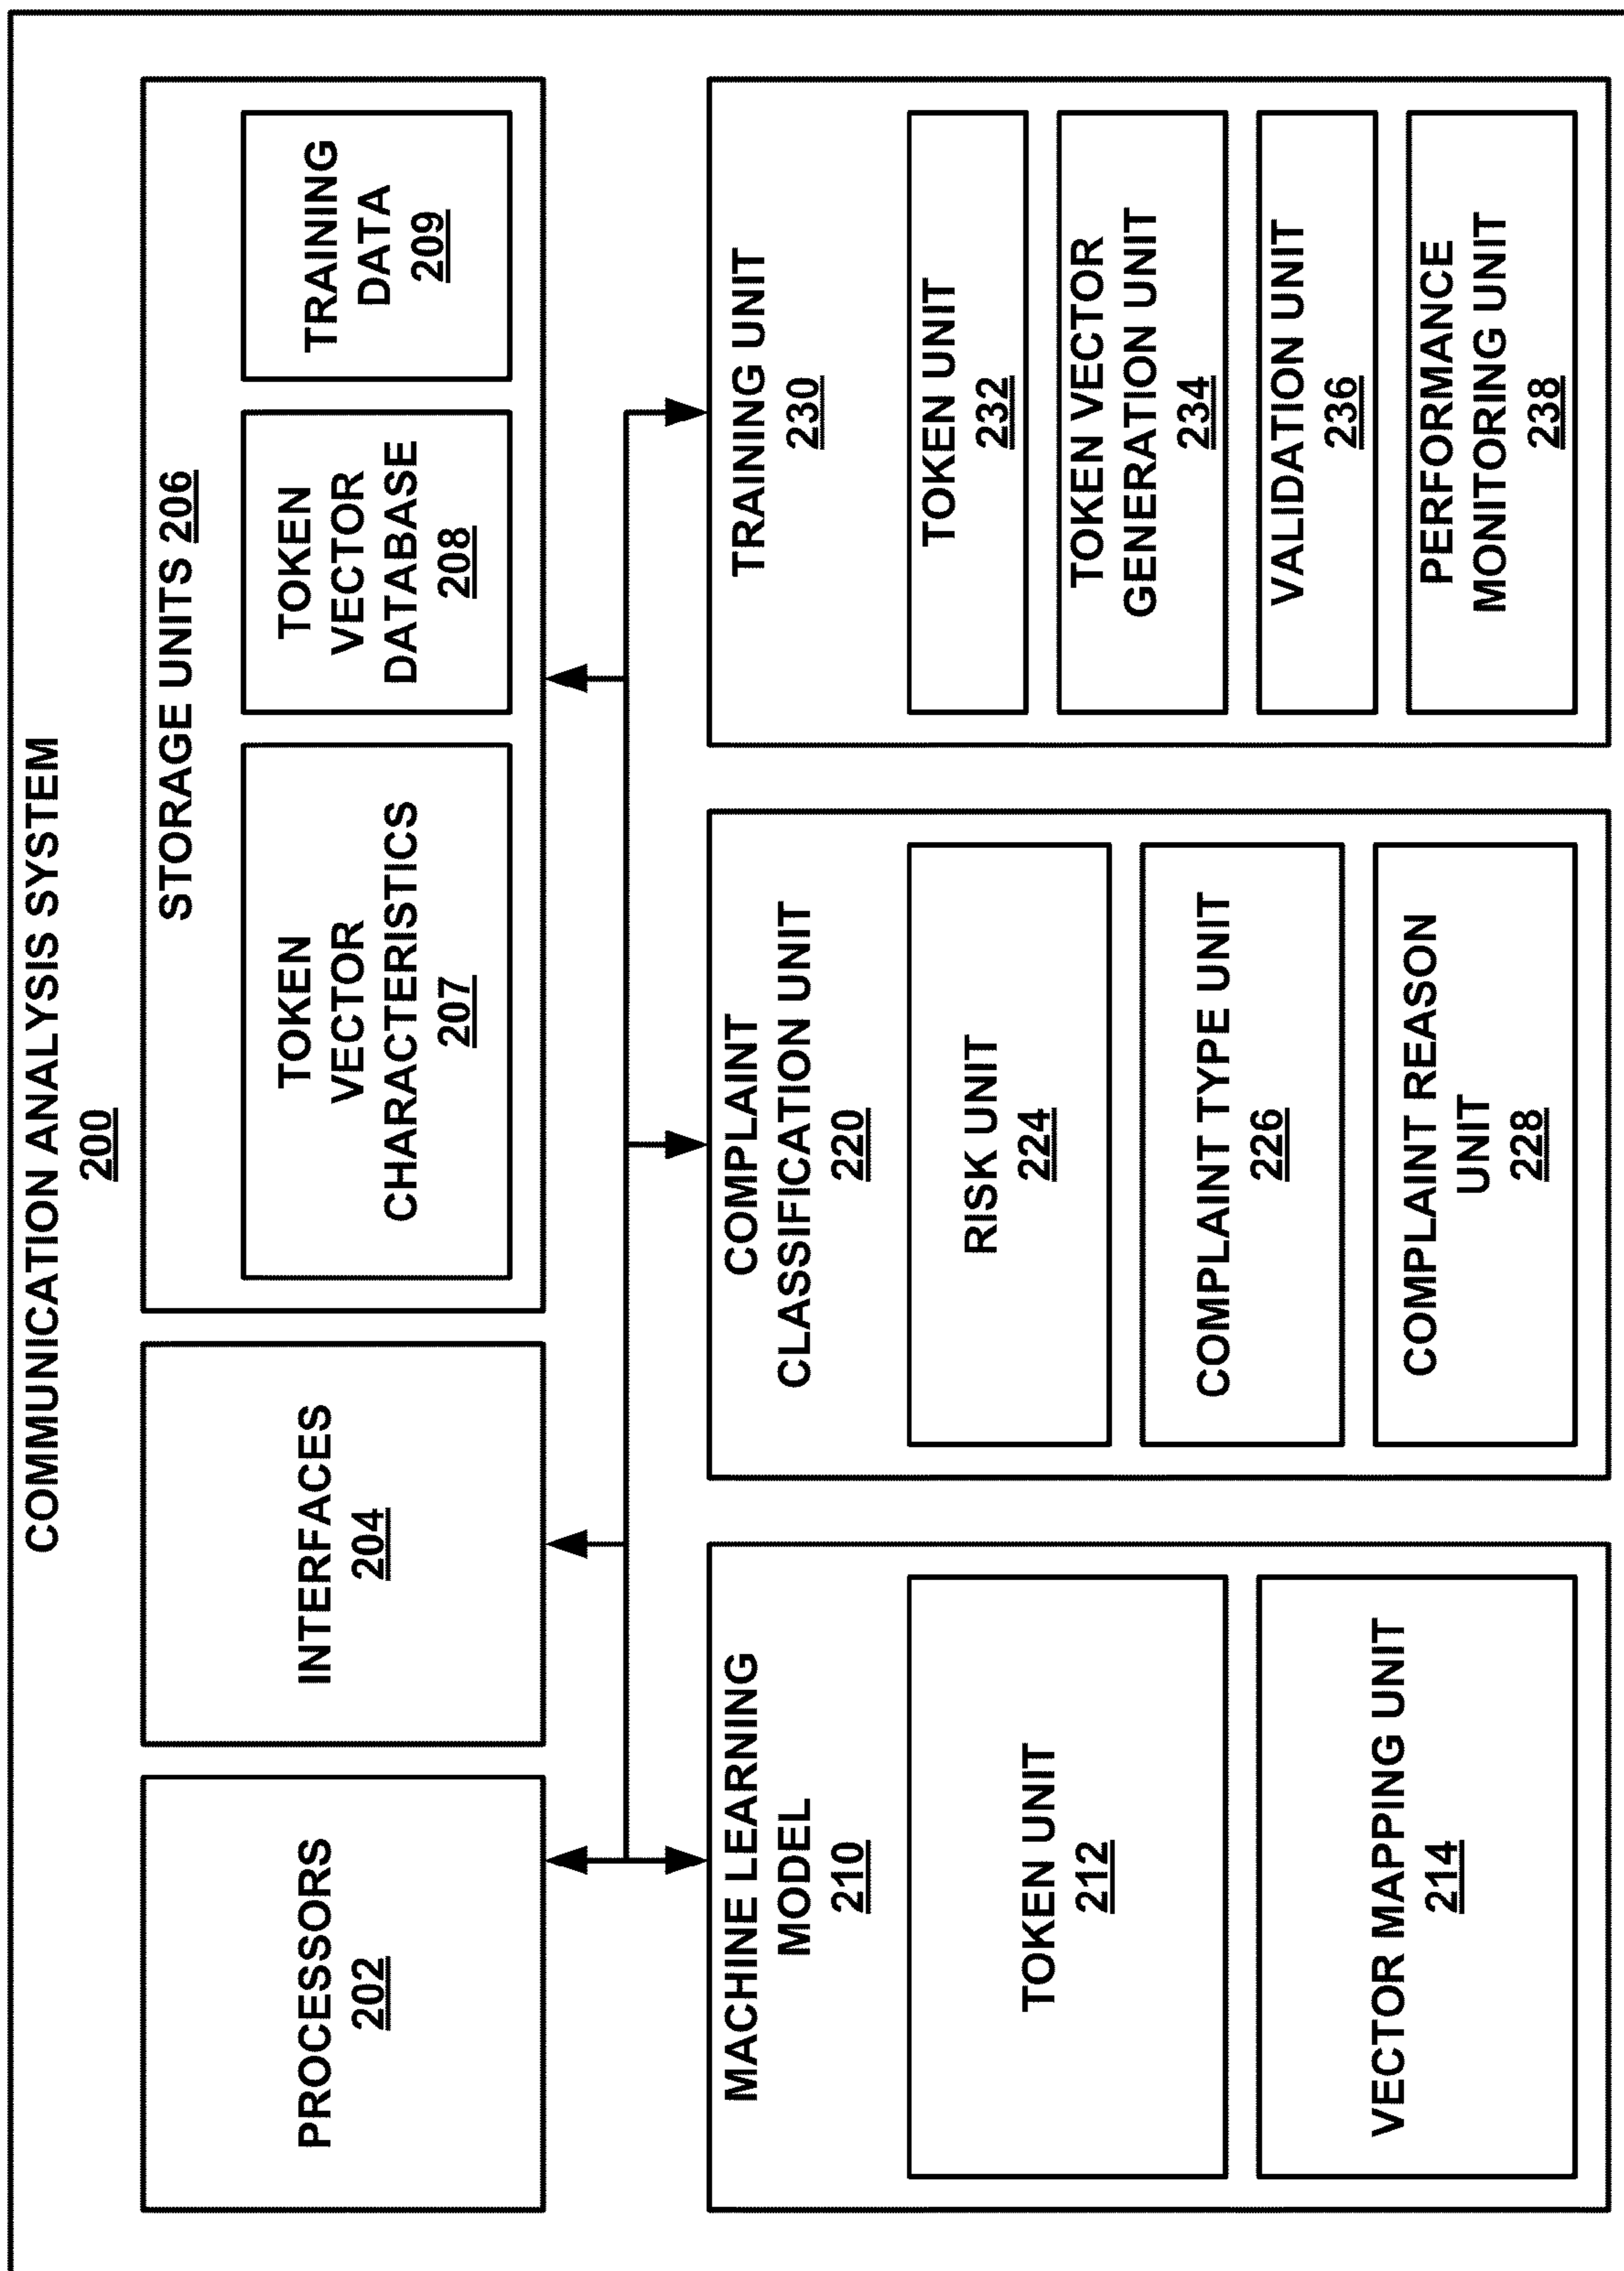 COMMUNICATION ANALYSIS SYSTEM
200
PROCESSORS
202
INTERFACES
204
STORAGE UNITS 206
TOKEN
VECTOR
CHARACTERISTICS
207
TOKEN
VECTOR
DATABASE
208
TRAINING
DATA
209
MACHINE LEARNING
MODEL
210
TOKEN UNIT
212
VECTOR MAPPING UNIT
214
COMPLAINT
CLASSIFICATION UNIT
220
RISK UNIT
224
COMPLAINT TYPE UNIT
226
COMPLAINT REASON
UNIT
228
TRAINING UNIT
230
TOKEN UNIT
232
TOKEN VECTOR
GENERATION UNIT
234
VALIDATION UNIT
236
PERFORMANCE
MONITORING UNIT
238